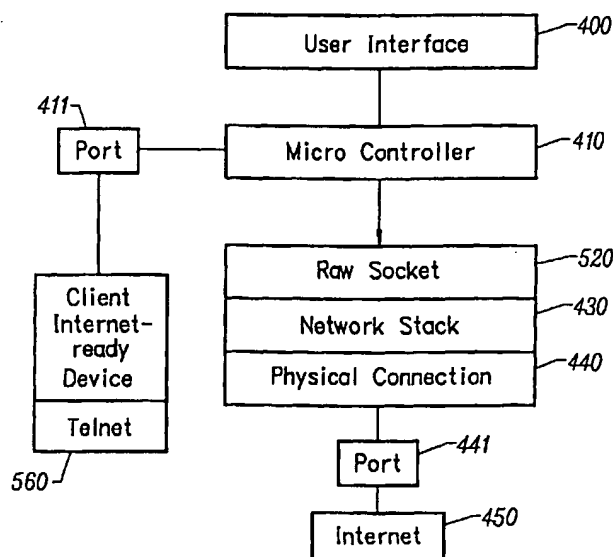 User Interface
400
411
Port
Micro Controller
410
Raw Socket
520
Client
Internet-
ready
Device
Network Stack
430
Physical Connection
440
Telnet
560
Port
441
Internet
450